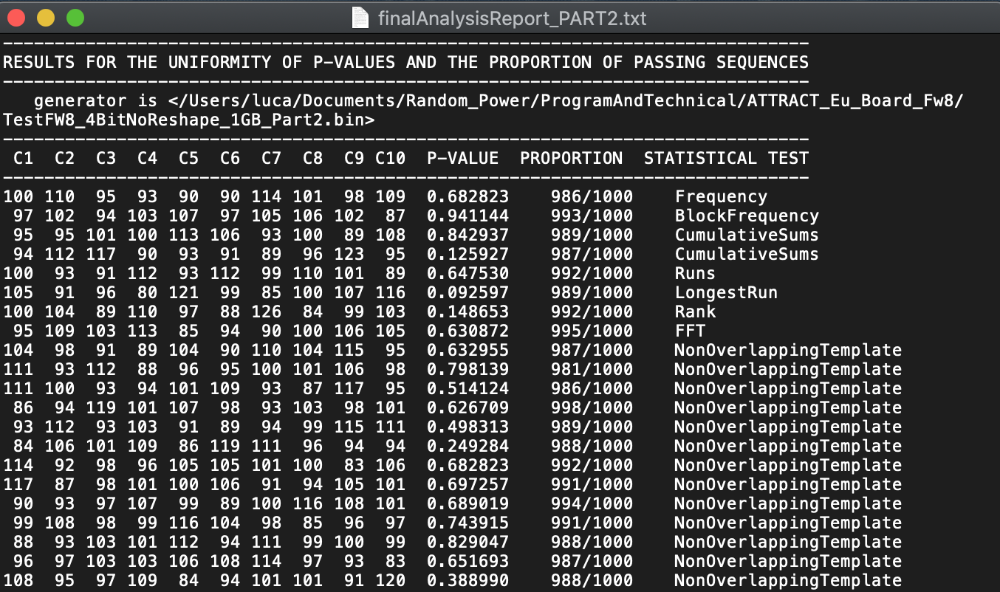 finalAnalysisReport_PART2.txt
------------------------------------------------------------------------------
RESULTS FOR THE UNIFORMITY OF P-VALUES AND THE PROPORTION OF PASSING SEQUENCES
------------------------------------------------------------------------------
   generator is </Users/luca/Documents/Random_Power/ProgramAndTechnical/ATTRACT_Eu_Board_Fw8/
TestFW8_4BitNoReshape_1GB_Part2.bin>
------------------------------------------------------------------------------
 C1  C2  C3  C4  C5  C6  C7  C8  C9 C10  P-VALUE  PROPORTION  STATISTICAL TEST
------------------------------------------------------------------------------
100 110  95  93  90  90 114 101  98 109  0.682823    986/1000    Frequency
 97 102  94 103 107  97 105 106 102  87  0.941144    993/1000    BlockFrequency
 95  95 101 100 113 106  93 100  89 108  0.842937    989/1000    CumulativeSums
 94 112 117  90  93  91  89  96 123  95  0.125927    987/1000    CumulativeSums
100  93  91 112  93 112  99 110 101  89  0.647530    992/1000    Runs
105  91  96  80 121  99  85 100 107 116  0.092597    989/1000    LongestRun
100 104  89 110  97  88 126  84  99 103  0.148653    992/1000    Rank
 95 109 103 113  85  94  90 100 106 105  0.630872    995/1000    FFT
104  98  91  89 104  90 110 104 115  95  0.632955    987/1000    NonOverlappingTemplate
111  93 112  88  96  95 100 101 106  98  0.798139    981/1000    NonOverlappingTemplate
111 100  93  94 101 109  93  87 117  95  0.514124    986/1000    NonOverlappingTemplate
 86  94 119 101 107  98  93 103  98 101  0.626709    998/1000    NonOverlappingTemplate
 93 112  93 103  91  89  94  99 115 111  0.498313    989/1000    NonOverlappingTemplate
 84 106 101 109  86 119 111  96  94  94  0.249284    988/1000    NonOverlappingTemplate
114  92  98  96 105 105 101 100  83 106  0.682823    992/1000    NonOverlappingTemplate
117  87  98 101 100 106  91  94 105 101  0.697257    991/1000    NonOverlappingTemplate
 90  93  97 107  99  89 100 116 108 101  0.689019    994/1000    NonOverlappingTemplate
 99 108  98  99 116 104  98  85  96  97  0.743915    991/1000    NonOverlappingTemplate
 88  93 103 101 112  94 111  99 100  99  0.829047    988/1000    NonOverlappingTemplate
 96  97 103 103 106 108 114  97  93  83  0.651693    987/1000    NonOverlappingTemplate
108  95  97 109  84  94 101 101  91 120  0.388990    988/1000    NonOverlappingTemplate